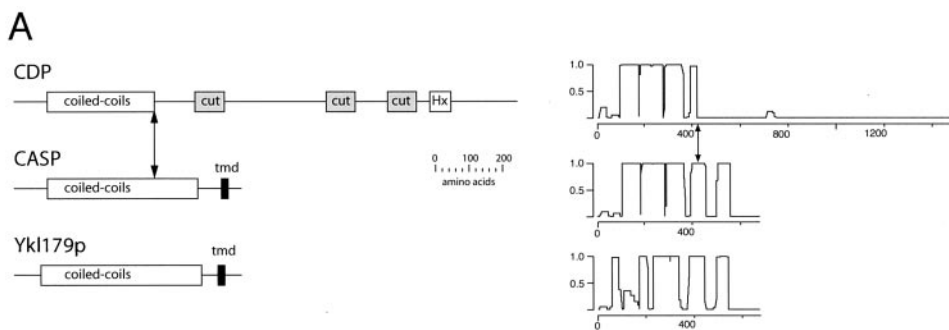 A
CDP
coiled-coils
cut
cut
cut
Hx
CASP
coiled-coils
tmd
0 100 200
amino acids
Ykl179p
coiled-coils
tmd
1.0
0.5
0 400 800 1200
1.0
0.5
0 400
1.0
0.5
0 400